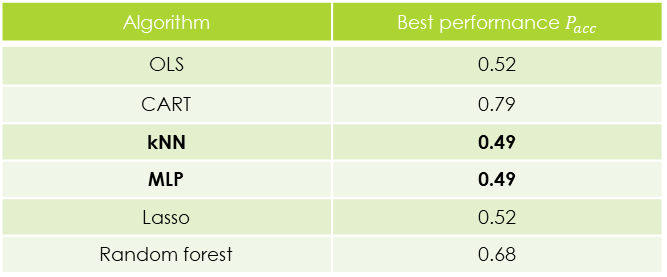 Algorithm Best performance P_acc
OLS 0.52
CART 0.79
kNN 0.49
MLP 0.49
Lasso 0.52
Random forest 0.68